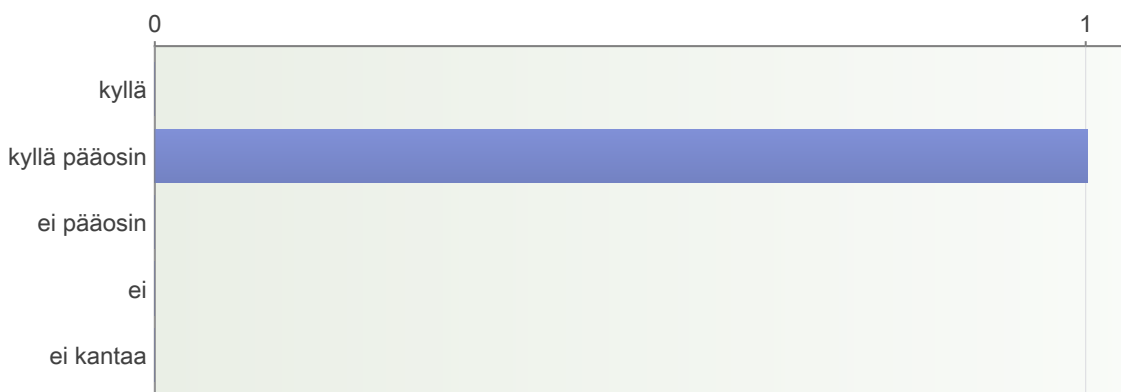 0 1
kyllä
kyllä pääosin
ei pääosin
ei
ei kantaa